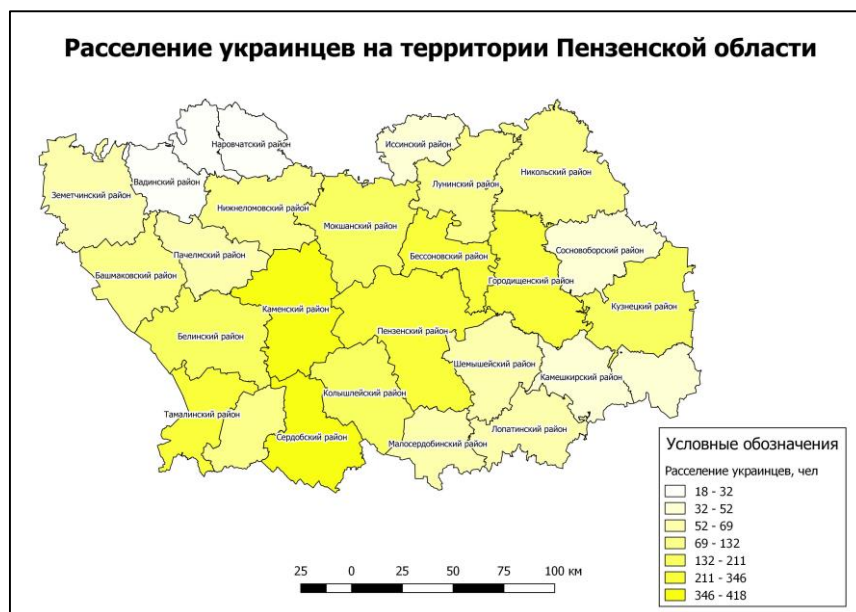 Расселение украинцев на территории Пензенской области
Наровчатский район
Иссинский район
Вадинский район
Земетчинский район
Никольский район
Лунинский район
Нижнеломовский район
Мокшанский район
Пачелмский район
Сосновоборский район
Бессоновский район
Башмаковский район
Городищенский район
Каменский район
Кузнецкий район
Пензенский район
Белинский район
Шемышейский район
Камешкирский район
Колышлейский район
Тамалинский район
Лопатинский район
Сердобский район
Малосердобинский район
Условные обозначения
Расселение украинцев, чел
18 - 32
32 - 52
52 - 69
69 - 132
132 - 211
211 - 346
346 - 418
25 0 25 50 75 100 км